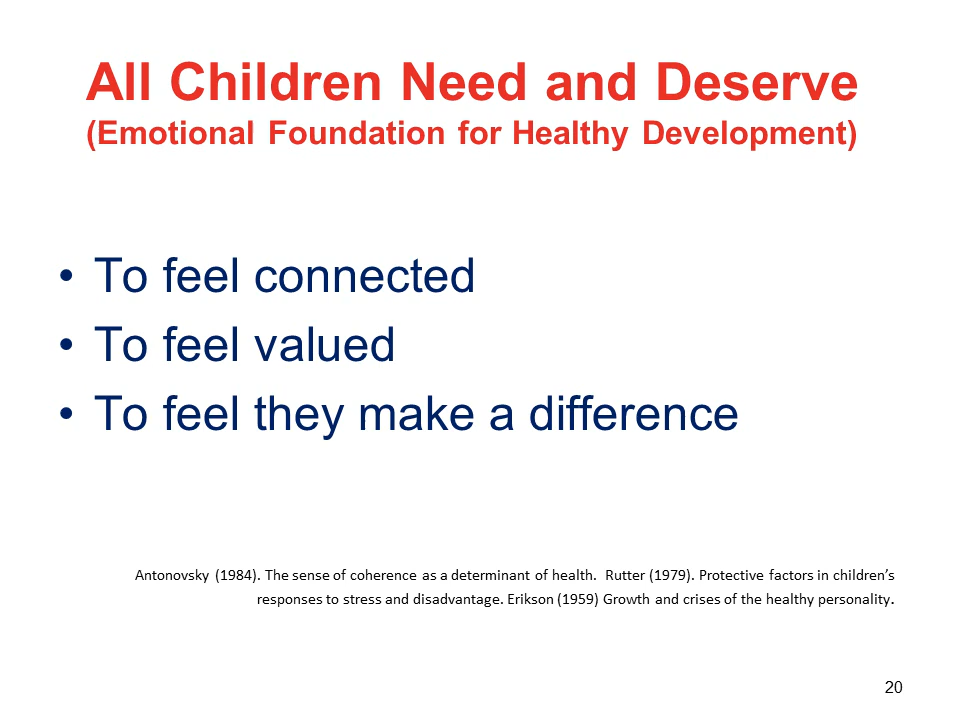 All Children Need and Deserve
(Emotional Foundation for Healthy Development)
• To feel connected
• To feel valued
• To feel they make a difference
Antonovsky (1984). The sense of coherence as a determinant of health.  Rutter (1979). Protective factors in children’s
responses to stress and disadvantage. Erikson (1959) Growth and crises of the healthy personality.
20